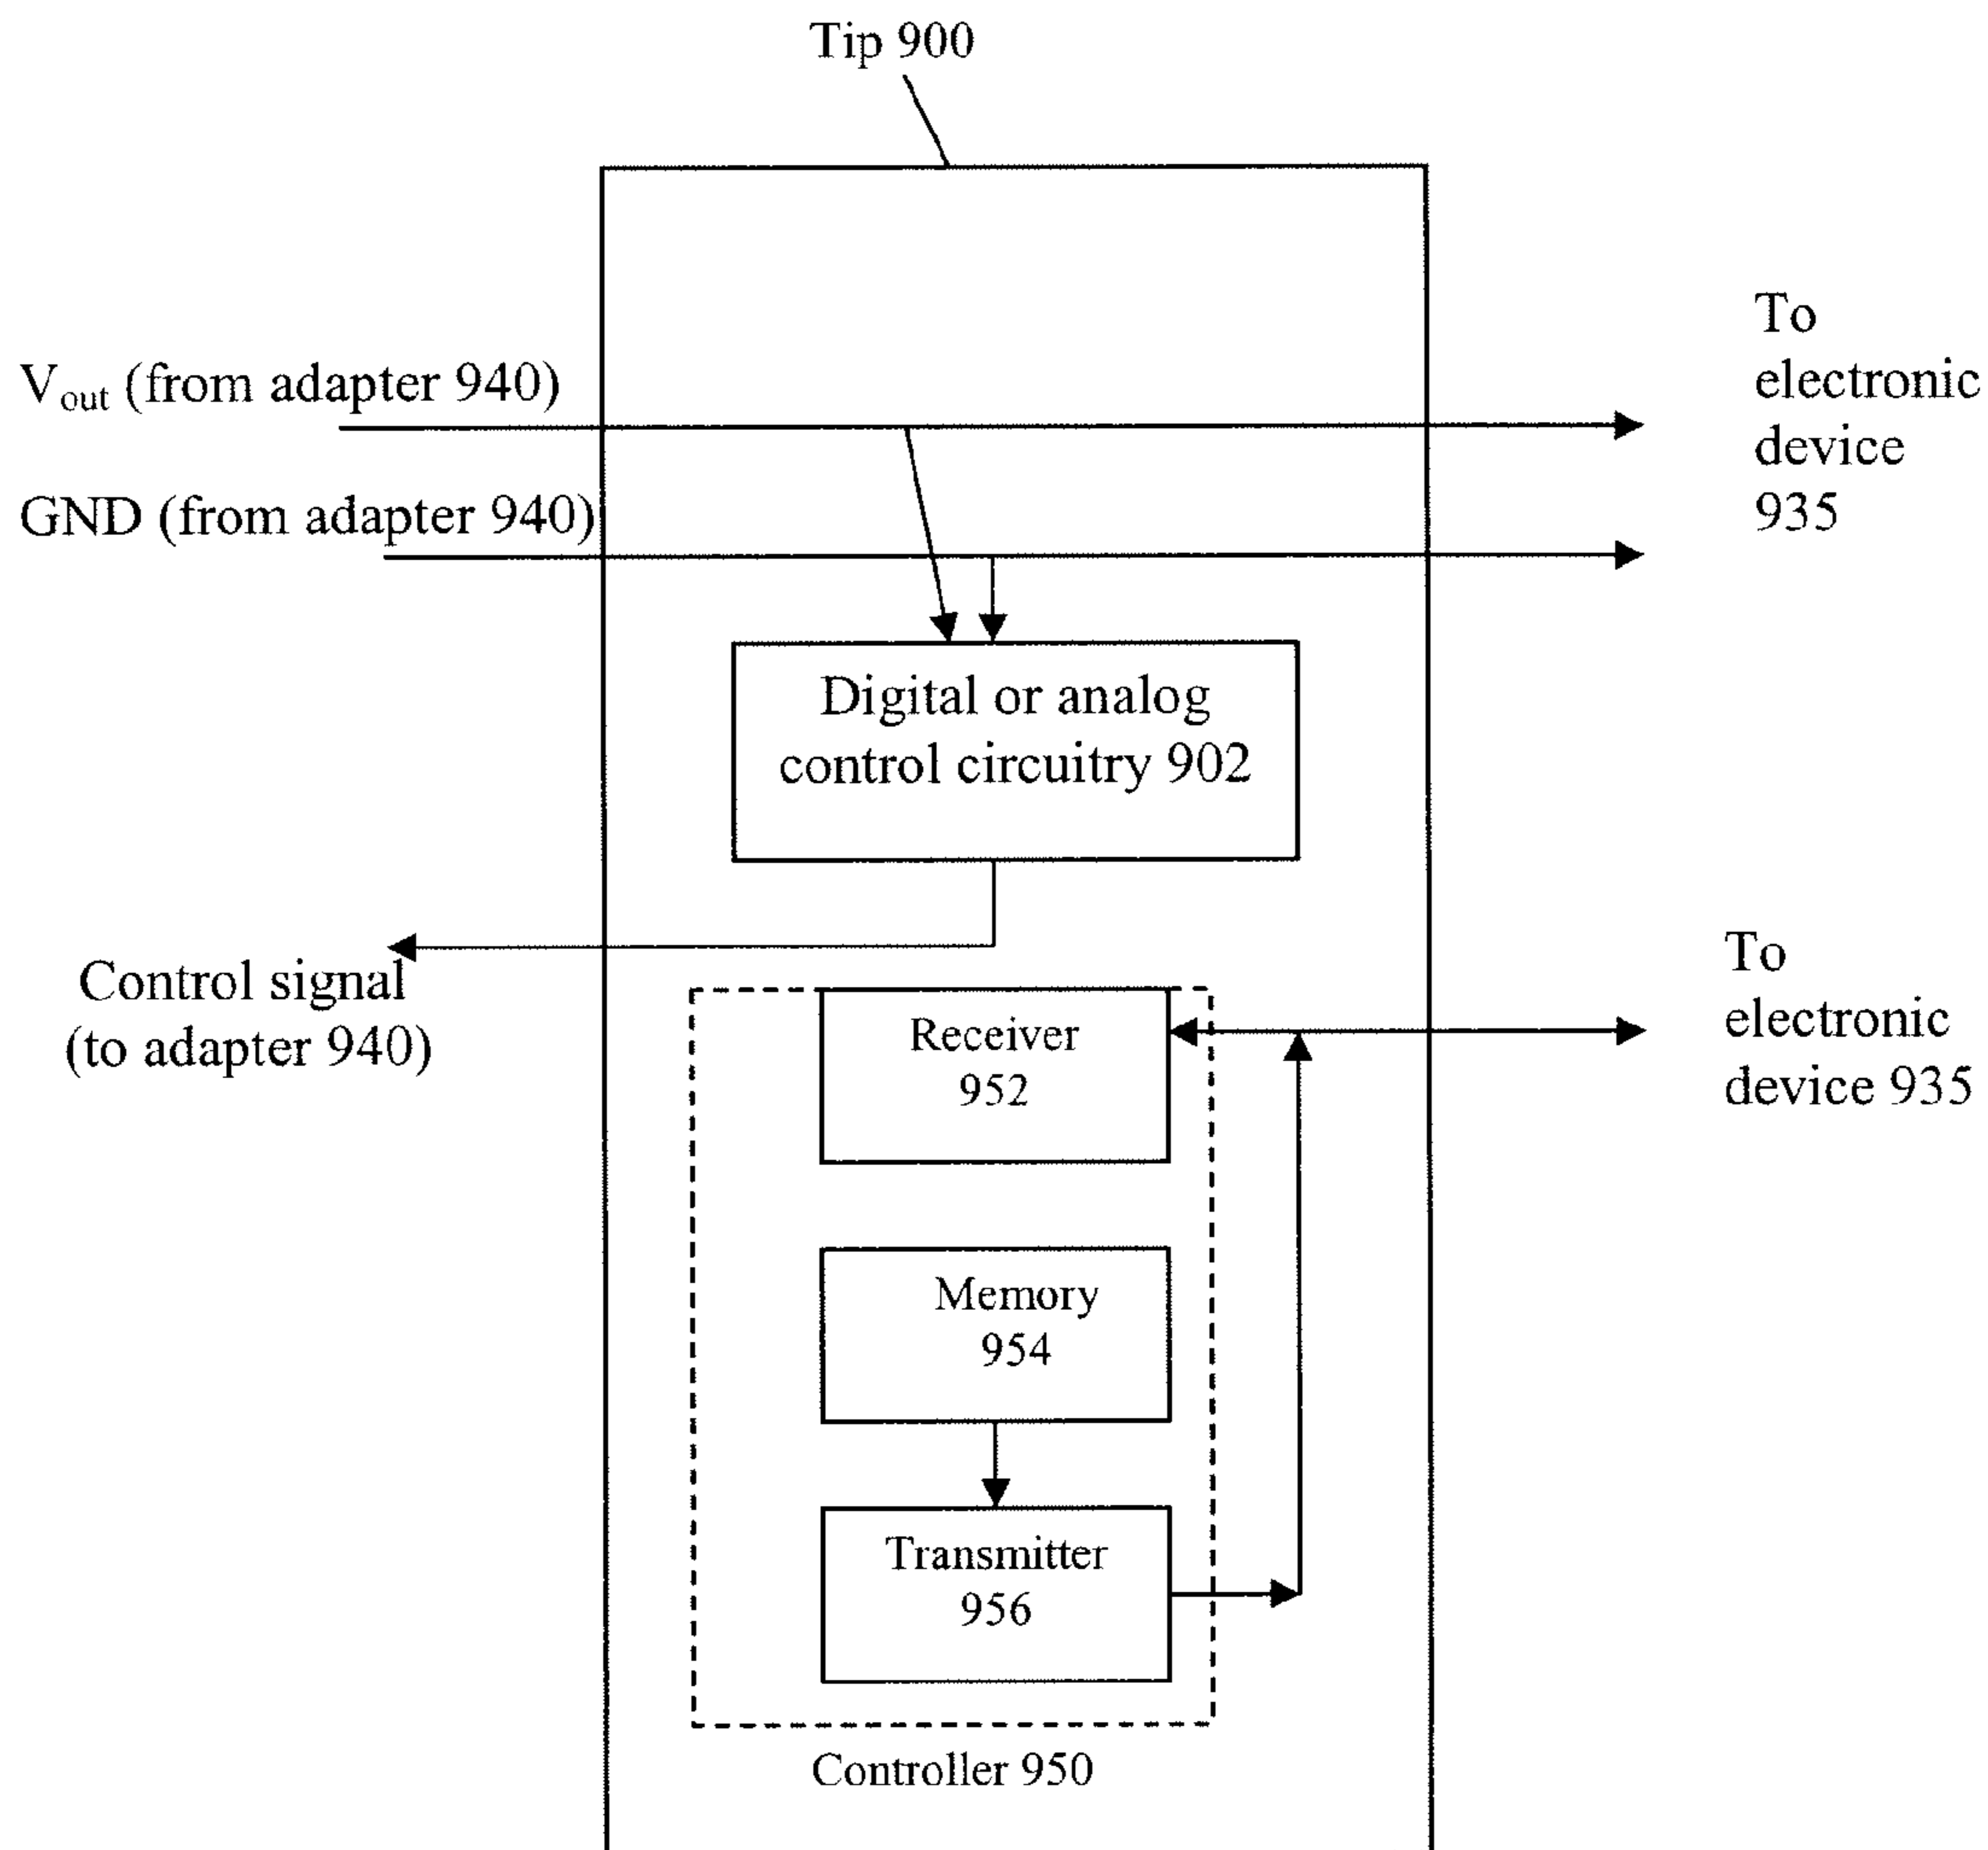 Tip 900
V_out (from adapter 940)
GND (from adapter 940)
To
electronic
device
935
Digital or analog
control circuitry 902
Control signal
(to adapter 940)
To
electronic
device 935
Receiver
952
Memory
954
Transmitter
956
Controller 950